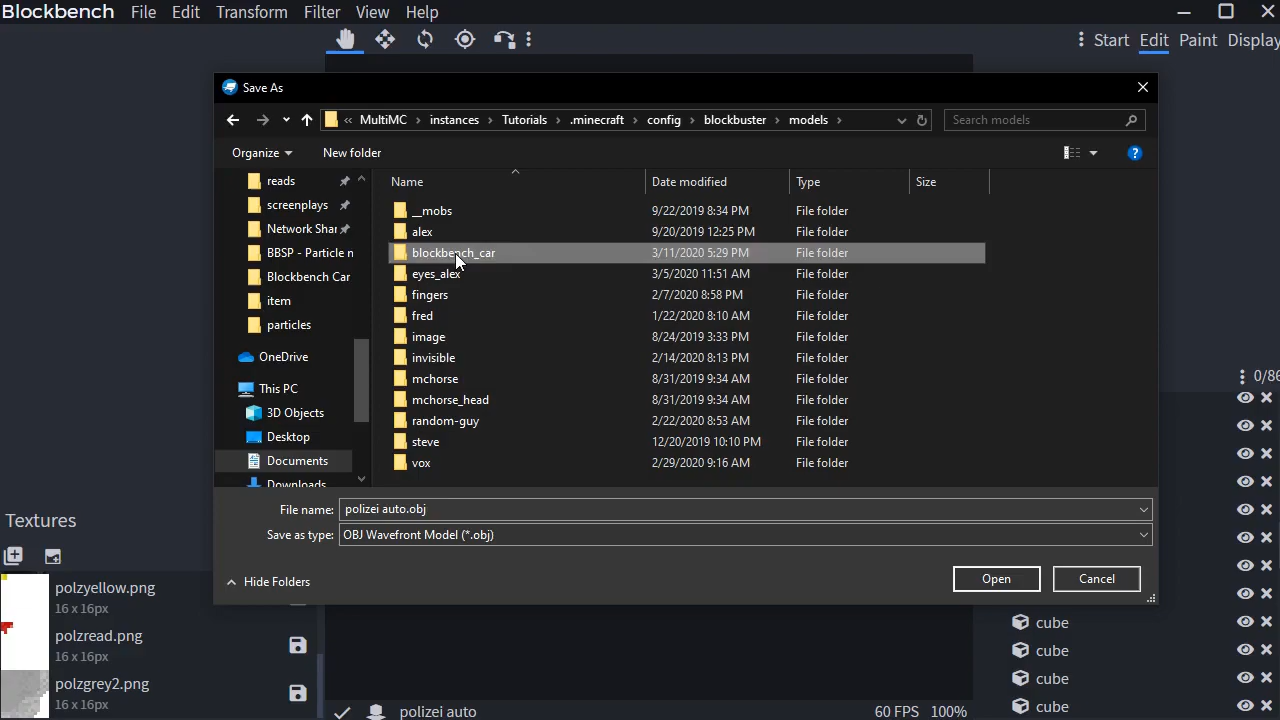 Blockbench File Edit Transform Filter View Help
Start Edit Paint Display
Save As
« MultiMC > instances > Tutorials > .minecraft > config > blockbuster > models >
Search models
Organize New folder
?
Name Date modified Type Size
reads
screenplays
Network Shar
BBSP - Particle n
Blockbench Car
item
particles
OneDrive
This PC
3D Objects
Desktop
Documents
Downloads
__mobs 9/22/2019 8:34 PM File folder
alex 9/20/2019 12:25 PM File folder
blockbench_car 3/11/2020 5:29 PM File folder
eyes_alex 3/5/2020 11:51 AM File folder
fingers 2/7/2020 8:58 PM File folder
fred 1/22/2020 8:10 AM File folder
image 8/24/2019 3:33 PM File folder
invisible 2/14/2020 8:13 PM File folder
mchorse 8/31/2019 9:34 AM File folder
mchorse_head 8/31/2019 9:34 AM File folder
random-guy 2/22/2020 8:53 AM File folder
steve 12/20/2019 10:10 PM File folder
vox 2/29/2020 9:16 AM File folder
File name: polizei auto.obj
Save as type: OBJ Wavefront Model (*.obj)
Hide Folders
Open Cancel
0/86
Textures
polzyellow.png
16 x 16px
polzread.png
16 x 16px
polzgrey2.png
16 x 16px
cube
cube
cube
cube
polizei auto
60 FPS 100%